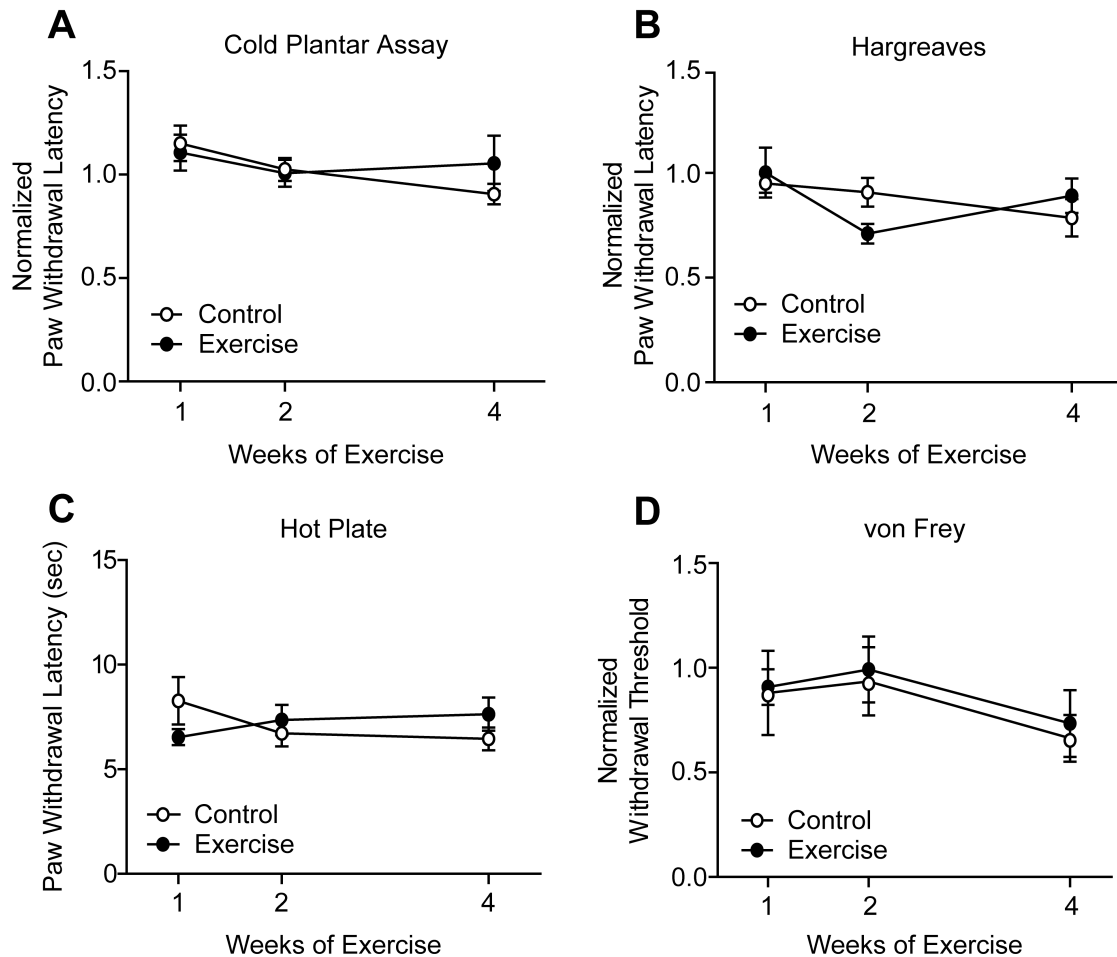 A
Cold Plantar Assay
Normalized
Paw Withdrawal Latency
1.5
1.0
0.5
0.0
Control
Exercise
1 2 4
Weeks of Exercise
B
Hargreaves
Normalized
Paw Withdrawal Latency
1.5
1.0
0.5
0.0
Control
Exercise
1 2 4
Weeks of Exercise
C
Hot Plate
Paw Withdrawal Latency (sec)
15
10
5
0
Control
Exercise
1 2 4
Weeks of Exercise
D
von Frey
Normalized
Withdrawal Threshold
1.5
1.0
0.5
0.0
Control
Exercise
1 2 4
Weeks of Exercise